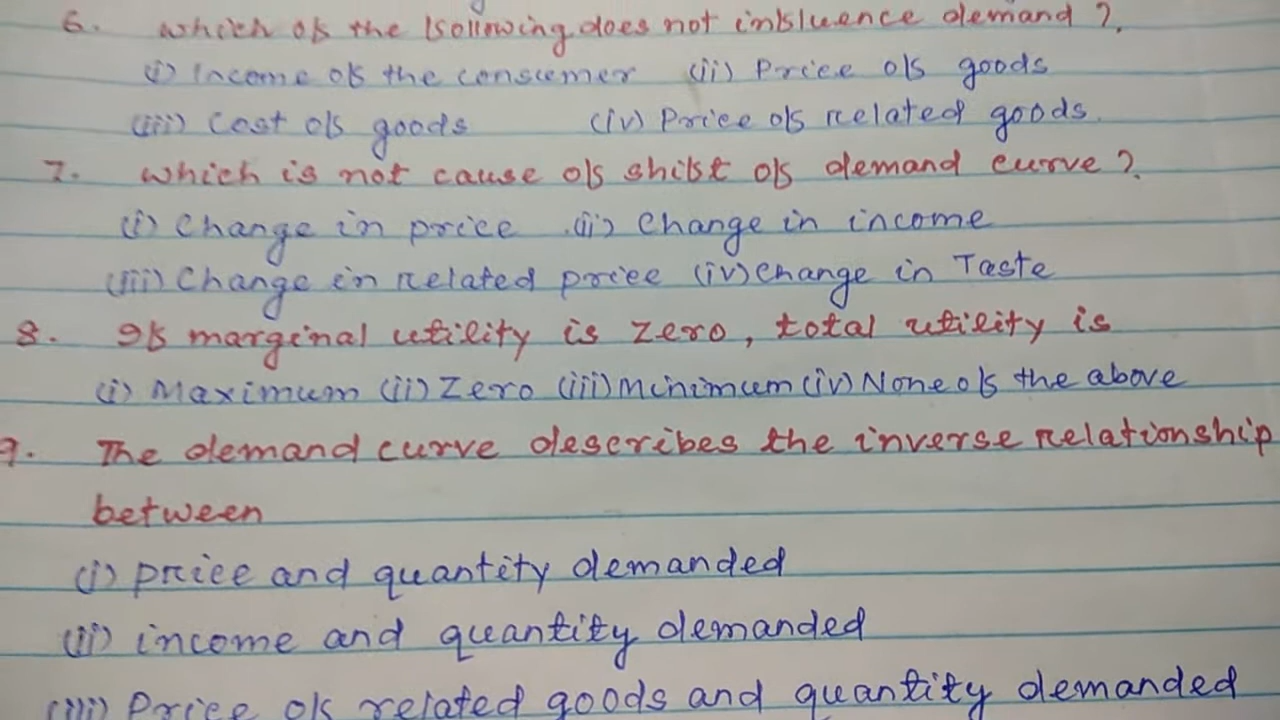 6. which of the following does not influence demand?
(i) Income of the consumer (ii) Price of goods
(iii) Cost of goods (iv) Price of related goods.
7. which is not cause of shift of demand curve?
(i) Change in price (ii) Change in income
(iii) Change in related price (iv) change in Taste
8. If marginal utility is Zero, total utility is
(i) Maximum (ii) Zero (iii) Minimum (iv) None of the above
9. The demand curve describes the inverse relationship
between
(i) price and quantity demanded
(ii) income and quantity demanded
(iii) Price of related goods and quantity demanded